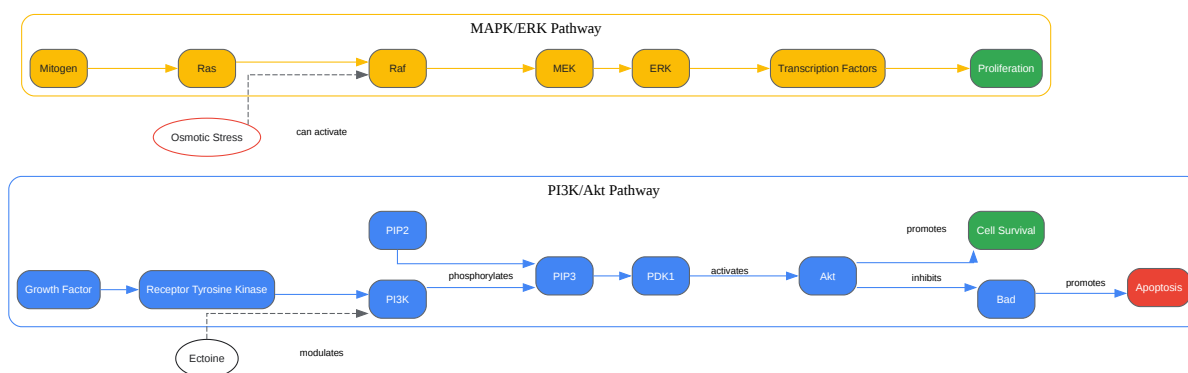 MAPK/ERK Pathway
Mitogen
Ras
Raf
MEK
ERK
Transcription Factors
Proliferation
Osmotic Stress
can activate
PI3K/Akt Pathway
PIP2
promotes
Cell Survival
Growth Factor
Receptor Tyrosine Kinase
PI3K
phosphorylates
PIP3
PDK1
activates
Akt
inhibits
Bad
promotes
Apoptosis
Ectoine
modulates